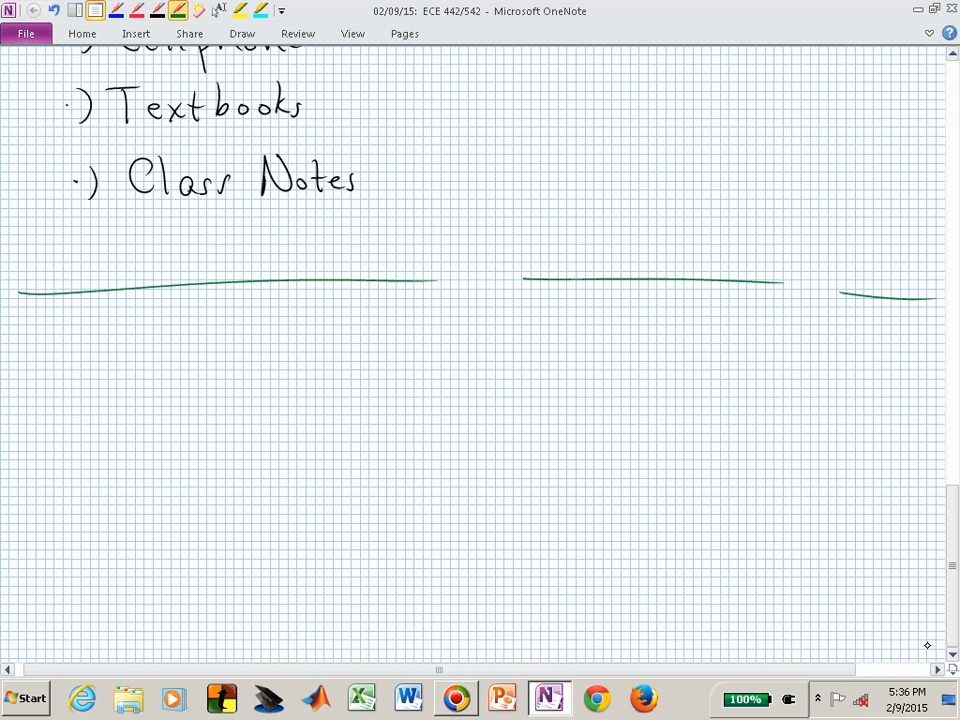 02/09/15: ECE 442/542 - Microsoft OneNote
File Home Insert Share Draw Review View Pages
·) Textbooks
·) Class Notes
Start
100%
5:36 PM
2/9/2015